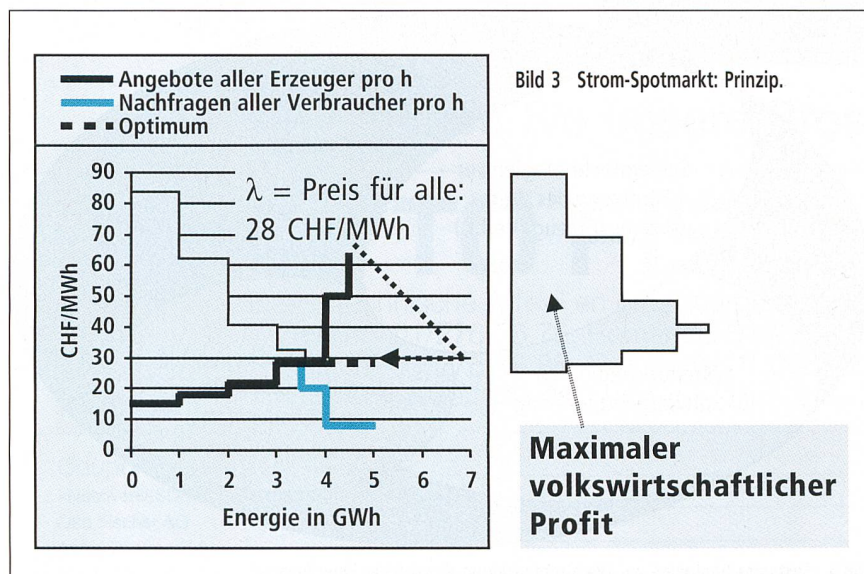 Angebote aller Erzeuger pro h
Nachfragen aller Verbraucher pro h
Optimum
Bild 3 Strom-Spotmarkt: Prinzip.
λ = Preis für alle:
28 CHF/MWh
CHF/MWh
90
80
70
60
50
40
30
20
10
0
0 1 2 3 4 5 6 7
Energie in GWh
Maximaler
volkswirtschaftlicher
Profit